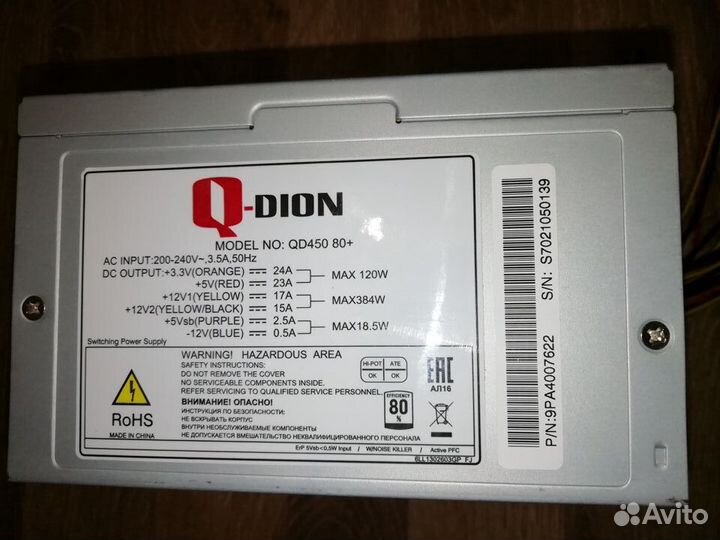 Q-DION
MODEL NO: QD450 80+
AC INPUT:200-240V~,3.5A,50Hz
DC OUTPUT:+3.3V(ORANGE) 24A
+5V(RED) 23A
MAX 120W
+12V1(YELLOW) 17A
+12V2(YELLOW/BLACK) 15A
MAX384W
+5Vsb(PURPLE) 2.5A
-12V(BLUE) 0.5A
MAX18.5W
Switching Power Supply
WARNING! HAZARDOUS AREA
SAFETY INSTRUCTIONS:
DO NOT REMOVE THE COVER
NO SERVICEABLE COMPONENTS INSIDE
REFER SERVICING TO QUALIFIED SERVICE PERSONNEL
ВНИМАНИЕ! ОПАСНО!
ИНСТРУКЦИЯ ПО БЕЗОПАСНОСТИ:
НЕ ВСКРЫВАТЬ КОРПУС
ВНУТРИ НЕОБСЛУЖИВАЕМЫЕ КОМПОНЕНТЫ
НЕ ДОПУСКАЕТСЯ ВМЕШАТЕЛЬСТВО НЕКВАЛИФИЦИРОВАННОГО ПЕРСОНАЛА
HI-POT ATE
OK OK
EAC
АЛ16
EFFICIENCY
80%
RoHS
MADE IN CHINA
ErP 5Vsb<0,5W Input / W/NOISE KILLER / Active PFC
P/N:9PA4007622 S/N: S7021050139
Avito